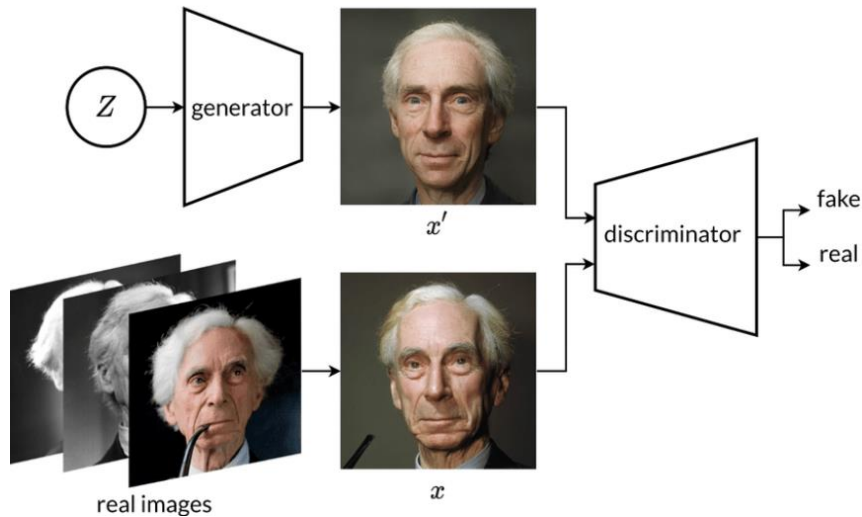 Z
generator
x′
fake
discriminator
real
real images
x